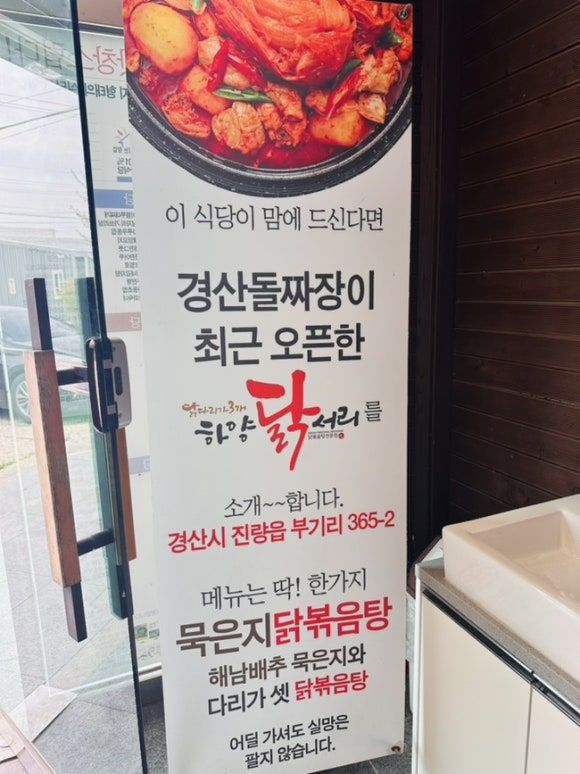 이 식당이 맘에 드신다면
경산돌짜장이
최근 오픈한
닭다리가3개
하양닭서리를
소개~~합니다.
경산시 진량읍 부기리 365-2
메뉴는 딱! 한가지
묵은지닭볶음탕
해남배추 묵은지와
다리가 셋 닭볶음탕
어딜 가셔도 실망은
팔지 않습니다.